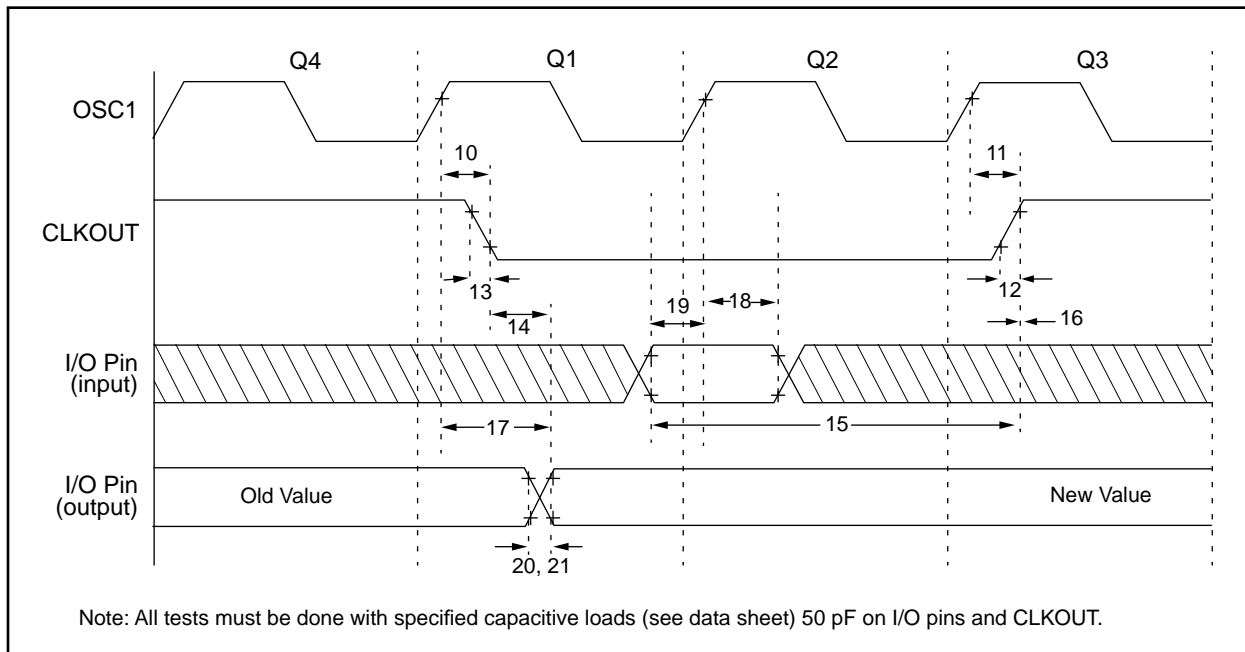 Q4 Q1 Q2 Q3
OSC1
10 11
CLKOUT
13 19 18 12
14 16
I/O Pin
(input)
17 15
I/O Pin
(output)
Old Value New Value
20, 21
Note: All tests must be done with specified capacitive loads (see data sheet) 50 pF on I/O pins and CLKOUT.